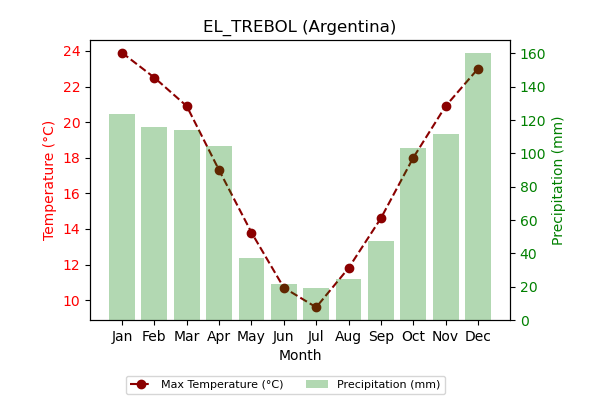 EL_TREBOL (Argentina)
24
22
20
18
16
14
12
10
Temperature (°C)
160
140
120
100
80
60
40
20
0
Precipitation (mm)
Jan Feb Mar Apr May Jun Jul Aug Sep Oct Nov Dec
Month
Max Temperature (°C) Precipitation (mm)